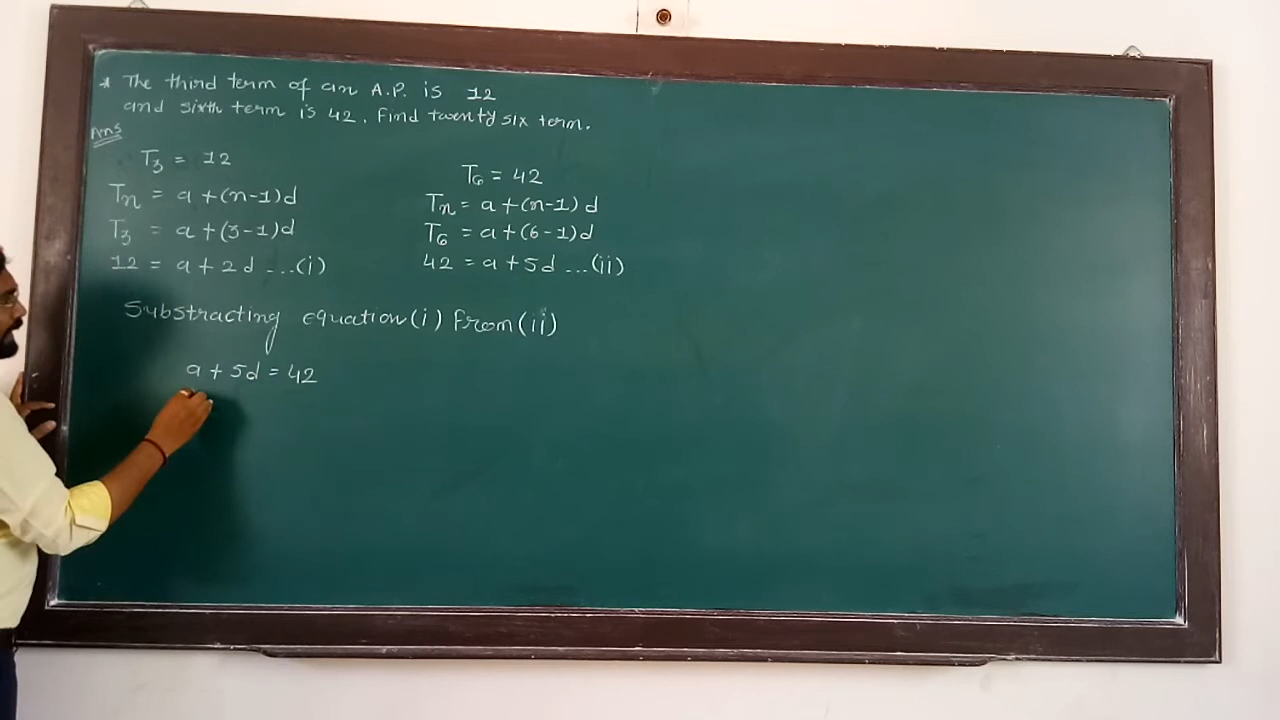 * The third term of an A.P. is 12
and sixth term is 42. Find twenty six term.
Ans
T3 = 12
Tn = a+(n-1)d
T3 = a+(3-1)d
12 = a+2d ...(i)
T6 = 42
Tn = a+(n-1)d
T6 = a+(6-1)d
42 = a+5d ...(ii)
Substracting equation(i) from(ii)
a+5d=42